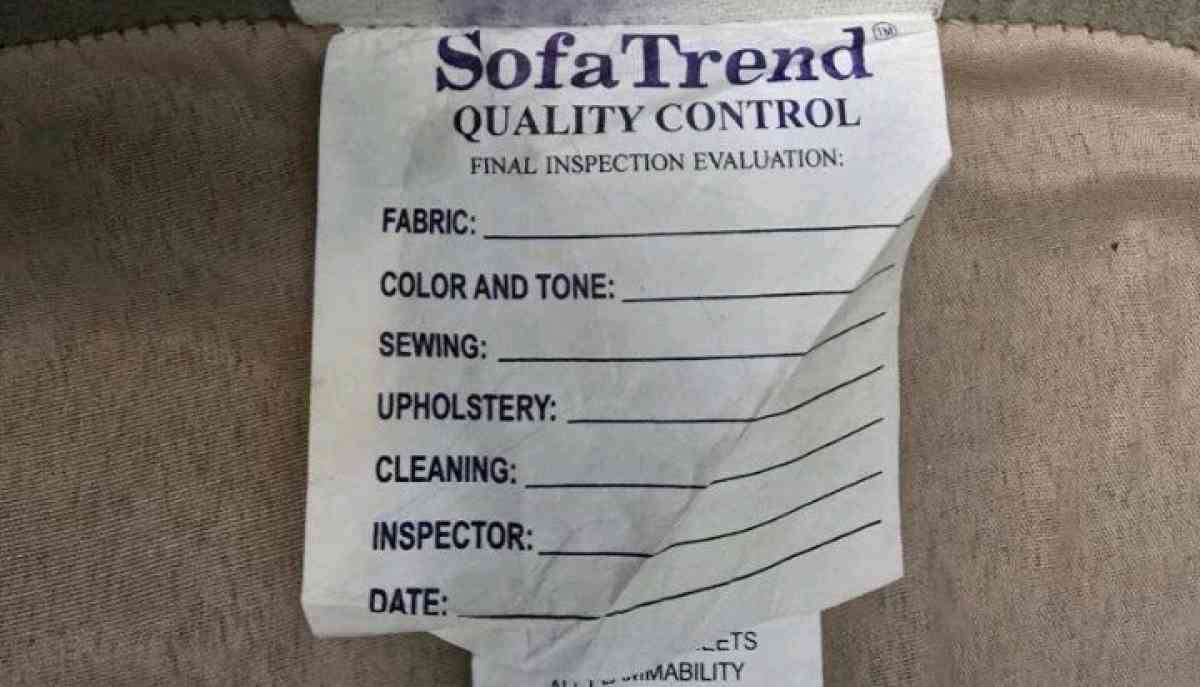 SofaTrend™
QUALITY CONTROL
FINAL INSPECTION EVALUATION:
FABRIC:
COLOR AND TONE:
SEWING:
UPHOLSTERY:
CLEANING:
INSPECTOR:
DATE: